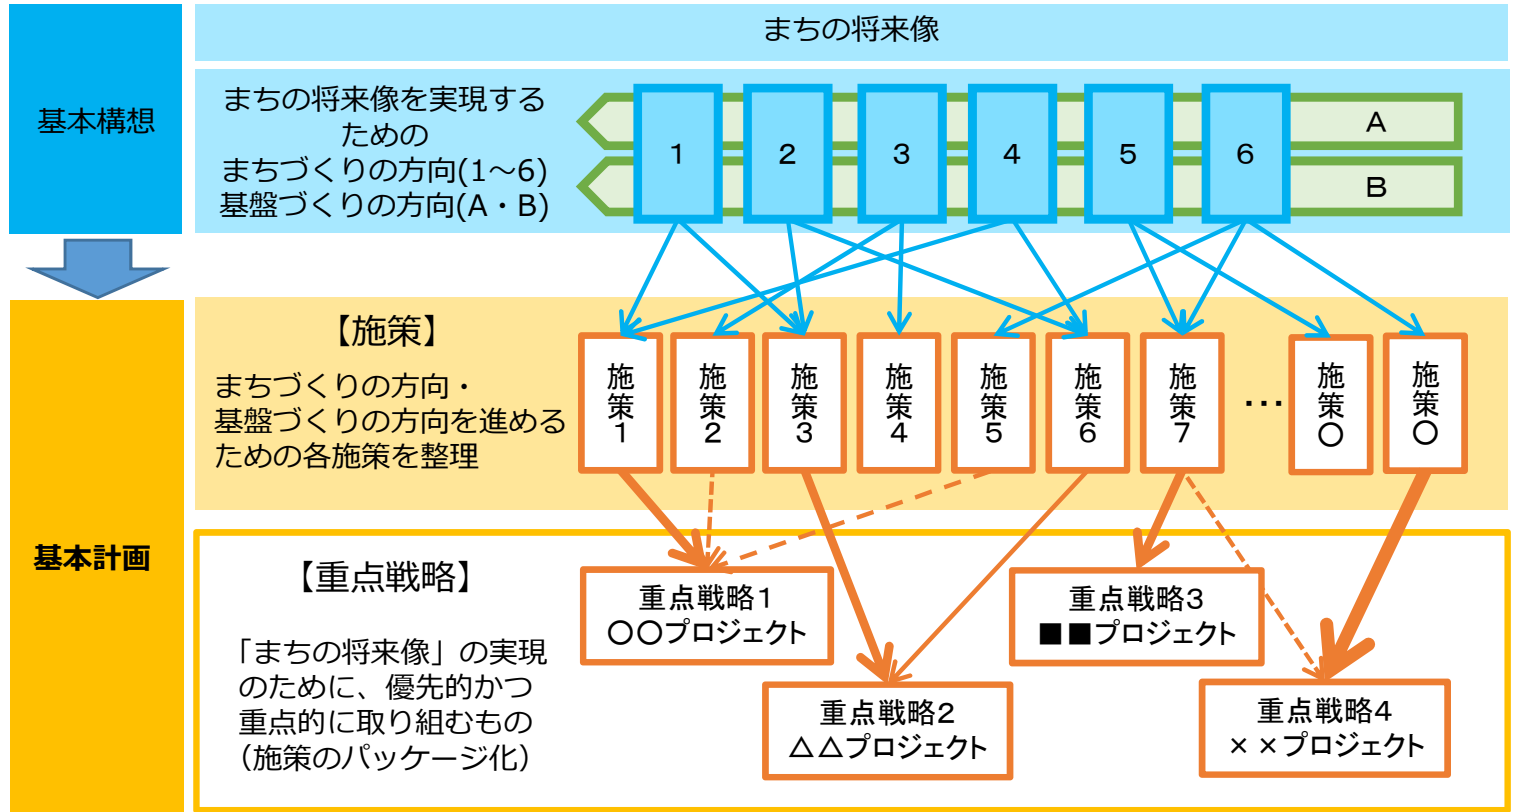 まちの将来像
基本構想
まちの将来像を実現する
ための
まちづくりの方向(1～6)
基盤づくりの方向(A・B)
1
2
3
4
5
6
A
B
基本計画
【施策】
まちづくりの方向・
基盤づくりの方向を進める
ための各施策を整理
施策1
施策2
施策3
施策4
施策5
施策6
施策7
…
施策〇
施策〇
【重点戦略】
「まちの将来像」の実現
のために、優先的かつ
重点的に取り組むもの
（施策のパッケージ化）
重点戦略1
〇〇プロジェクト
重点戦略2
△△プロジェクト
重点戦略3
■■プロジェクト
重点戦略4
××プロジェクト